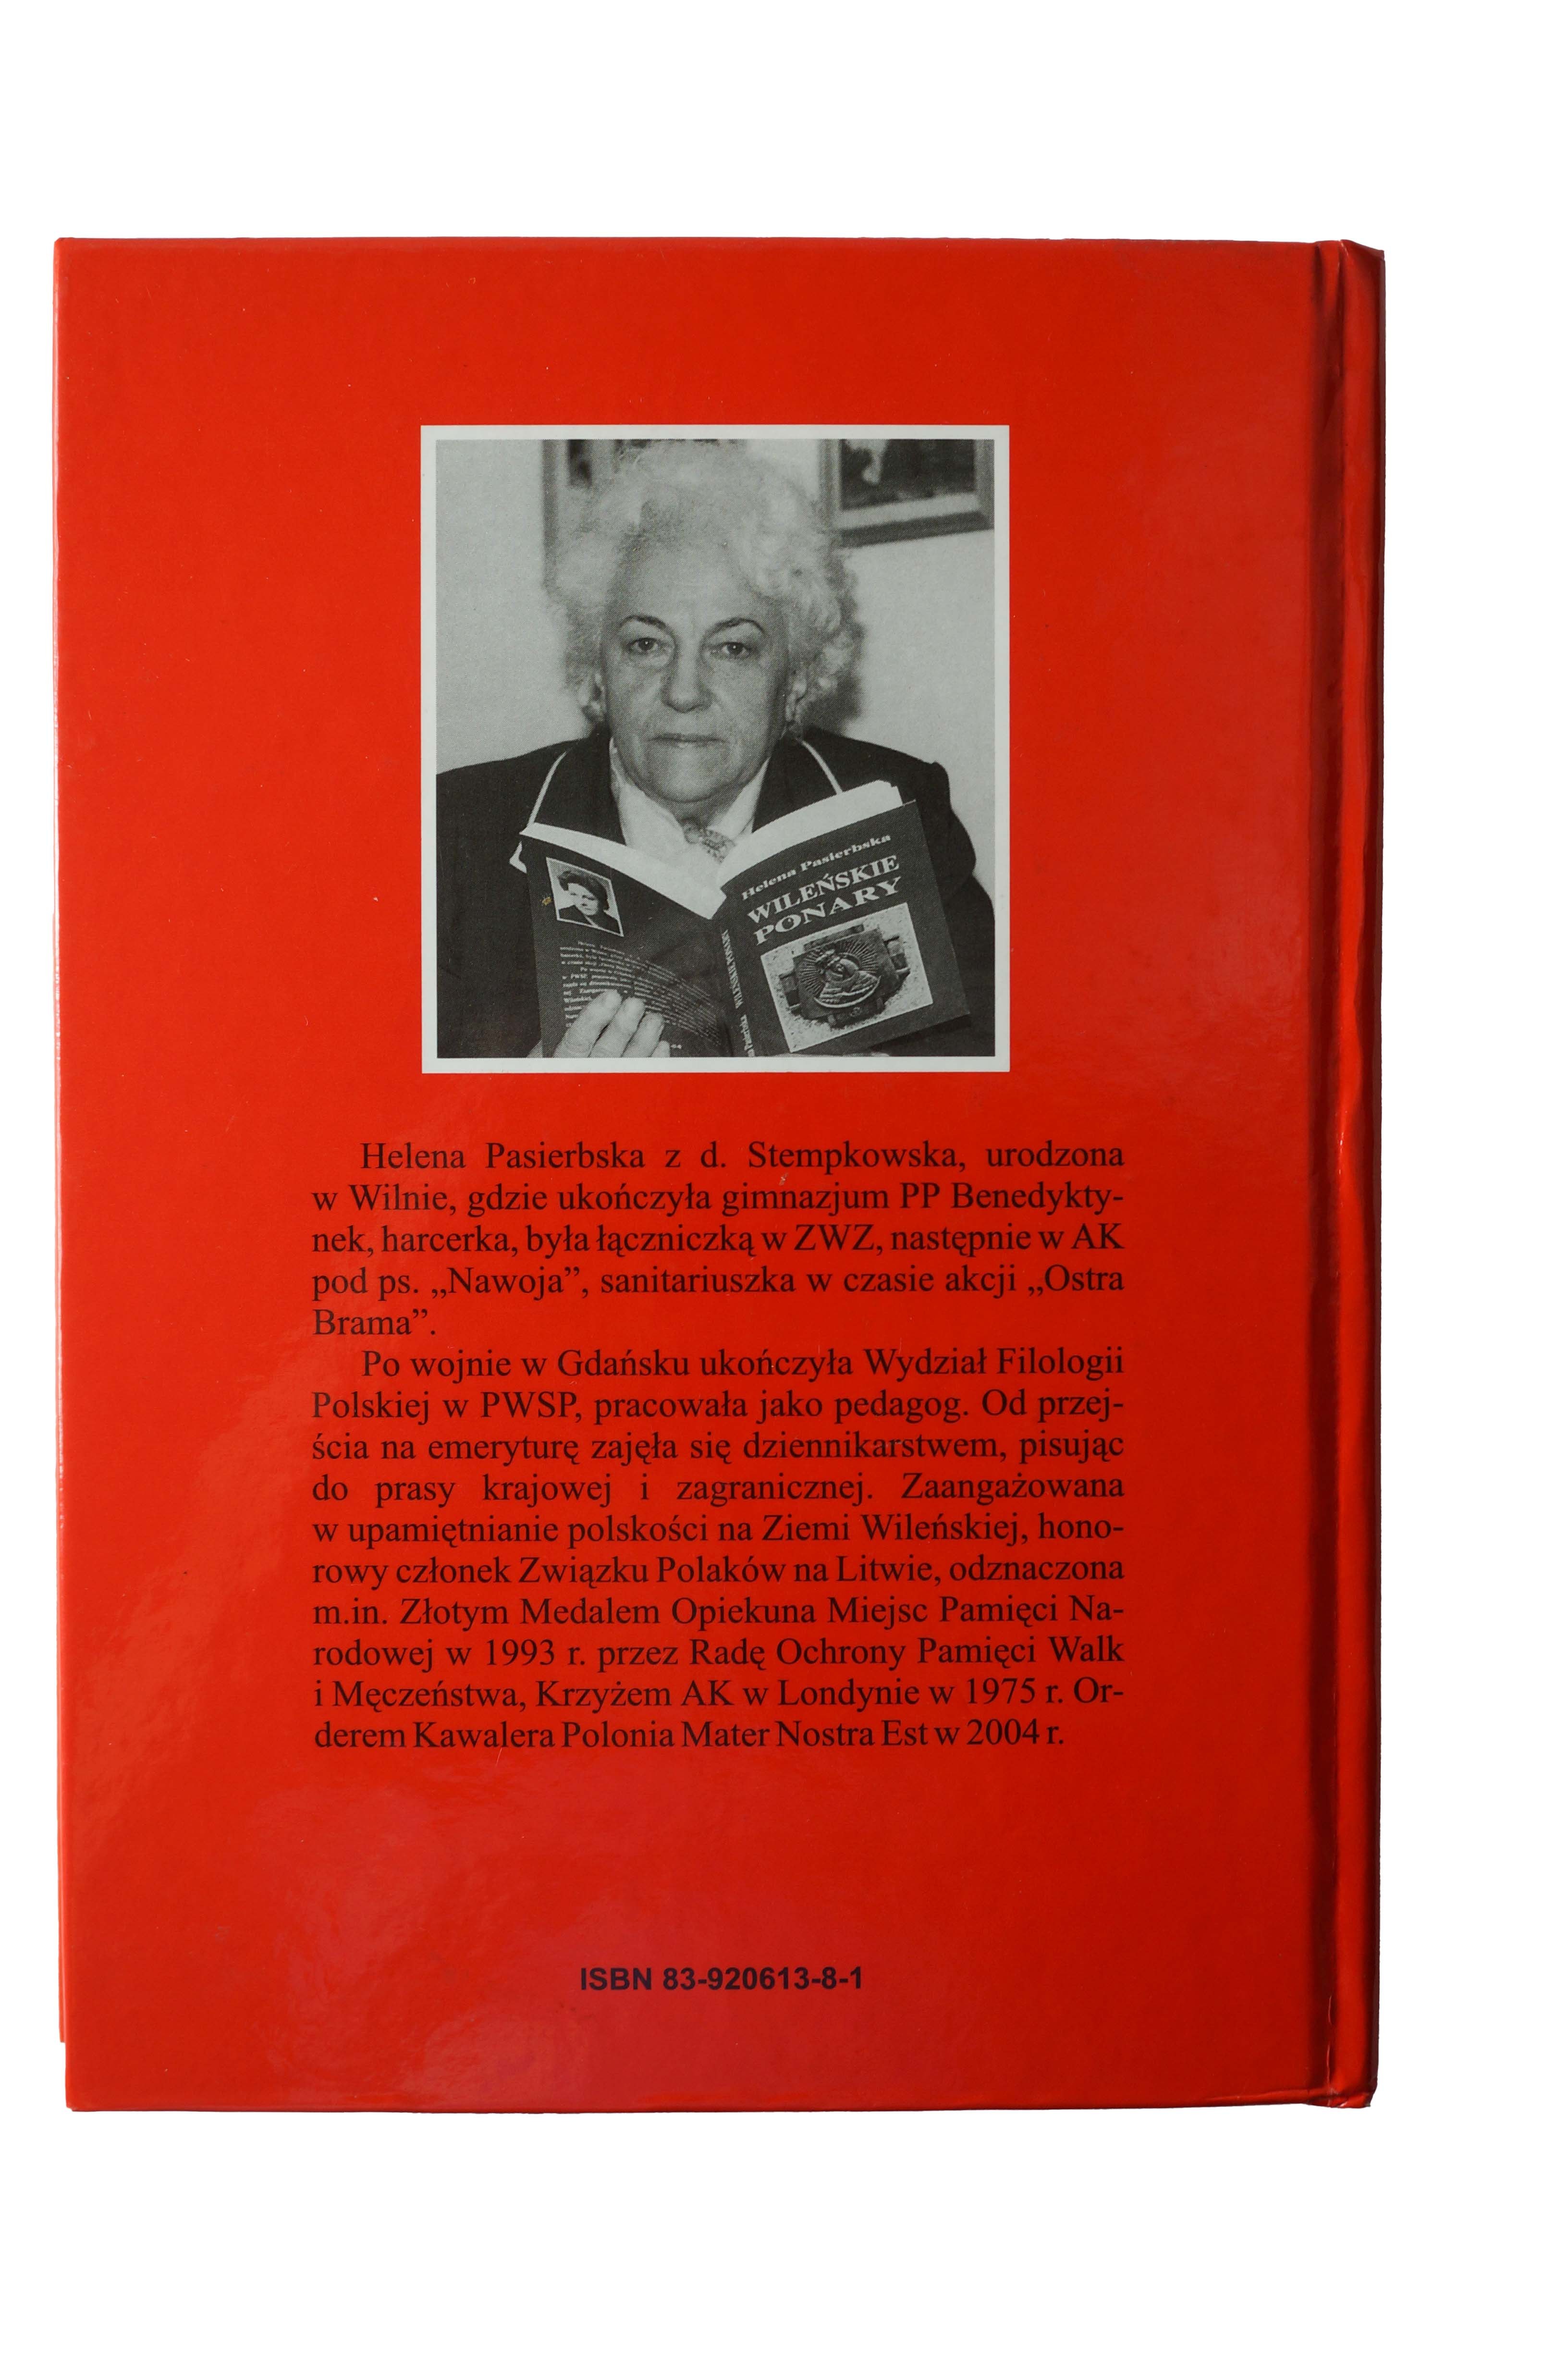 Helena Pasierbska
WILEŃSKIE
PONARY
WILEŃSKIE PONARY
Helena Pasierbska z d. Stempkowska, urodzona
w Wilnie, gdzie ukończyła gimnazjum PP Benedykty-
nek, harcerka, była łączniczką w ZWZ, następnie w AK
pod ps. „Nawoja”, sanitariuszka w czasie akcji „Ostra
Brama”.
Po wojnie w Gdańsku ukończyła Wydział Filologii
Polskiej w PWSP, pracowała jako pedagog. Od przej-
ścia na emeryturę zajęła się dziennikarstwem, pisując
do prasy krajowej i zagranicznej. Zaangażowana
w upamiętnianie polskości na Ziemi Wileńskiej, hono-
rowy członek Związku Polaków na Litwie, odznaczona
m.in. Złotym Medalem Opiekuna Miejsc Pamięci Na-
rodowej w 1993 r. przez Radę Ochrony Pamięci Walk
i Męczeństwa, Krzyżem AK w Londynie w 1975 r. Or-
derem Kawalera Polonia Mater Nostra Est w 2004 r.
ISBN 83-920613-8-1